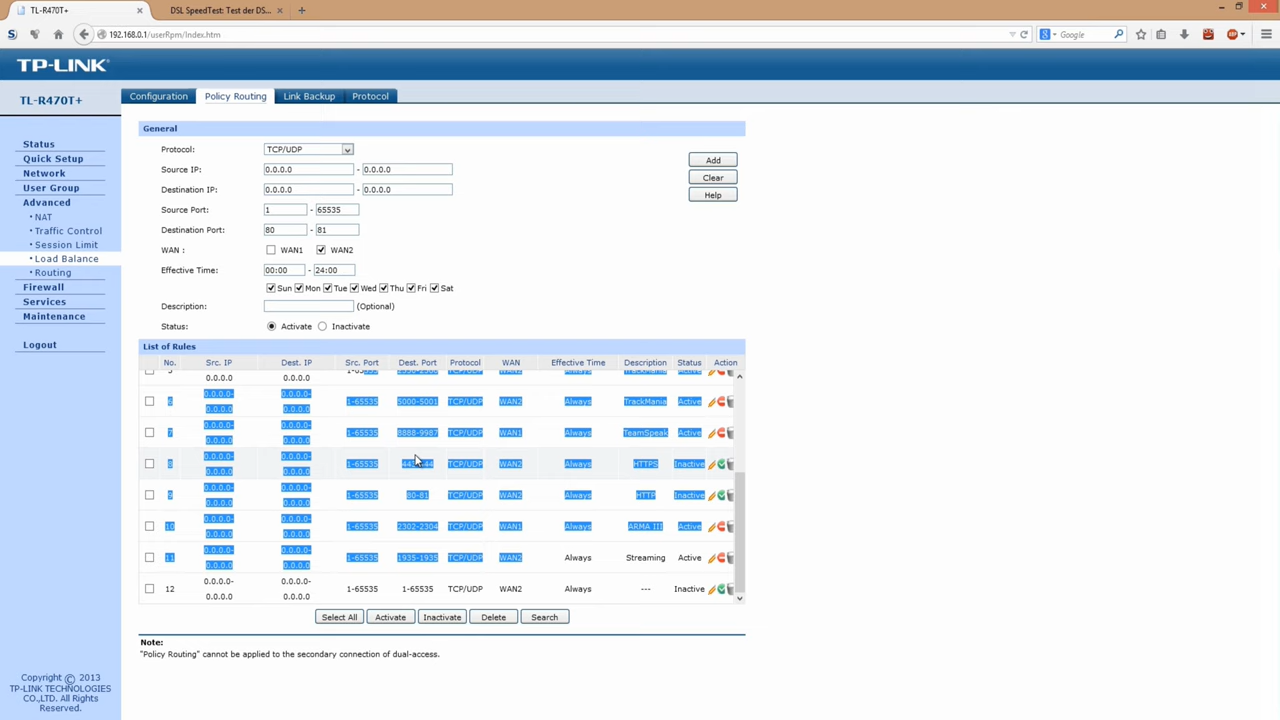 TL-R470T+
DSL SpeedTest: Test der DS...
192.168.0.1/userRpm/Index.htm
Google
TP-LINK
TL-R470T+
Configuration Policy Routing Link Backup Protocol
Status
Quick Setup
Network
User Group
Advanced
NAT
Traffic Control
Session Limit
Load Balance
Routing
Firewall
Services
Maintenance
Logout
Copyright © 2013
TP-LINK TECHNOLOGIES
CO.,LTD. All Rights
Reserved.
General
Protocol: TCP/UDP
Source IP: 0.0.0.0 - 0.0.0.0
Destination IP: 0.0.0.0 - 0.0.0.0
Source Port: 1 - 65535
Destination Port: 80 - 81
WAN : WAN1 WAN2
Effective Time: 00:00 - 24:00
Sun Mon Tue Wed Thu Fri Sat
Description: (Optional)
Status: Activate Inactivate
Add
Clear
Help
List of Rules
No. Src. IP Dest. IP Src. Port Dest. Port Protocol WAN Effective Time Description Status Action
0.0.0.0 0.0.0.0
6 0.0.0.0-0.0.0.0 0.0.0.0-0.0.0.0 1-65535 5000-5001 TCP/UDP WAN2 Always TrackMania Active
7 0.0.0.0-0.0.0.0 0.0.0.0-0.0.0.0 1-65535 8888-9987 TCP/UDP WAN1 Always TeamSpeak Active
8 0.0.0.0-0.0.0.0 0.0.0.0-0.0.0.0 1-65535 TCP/UDP WAN2 Always HTTPS Inactive
9 0.0.0.0-0.0.0.0 0.0.0.0-0.0.0.0 1-65535 80-81 TCP/UDP WAN2 Always HTTP Inactive
10 0.0.0.0-0.0.0.0 0.0.0.0-0.0.0.0 1-65535 2302-2304 TCP/UDP WAN1 Always ARMA III Active
11 0.0.0.0-0.0.0.0 0.0.0.0-0.0.0.0 1-65535 1935-1935 TCP/UDP WAN2 Always Streaming Active
12 0.0.0.0-0.0.0.0 0.0.0.0-0.0.0.0 1-65535 1-65535 TCP/UDP WAN2 Always --- Inactive
Select All Activate Inactivate Delete Search
Note:
"Policy Routing" cannot be applied to the secondary connection of dual-access.